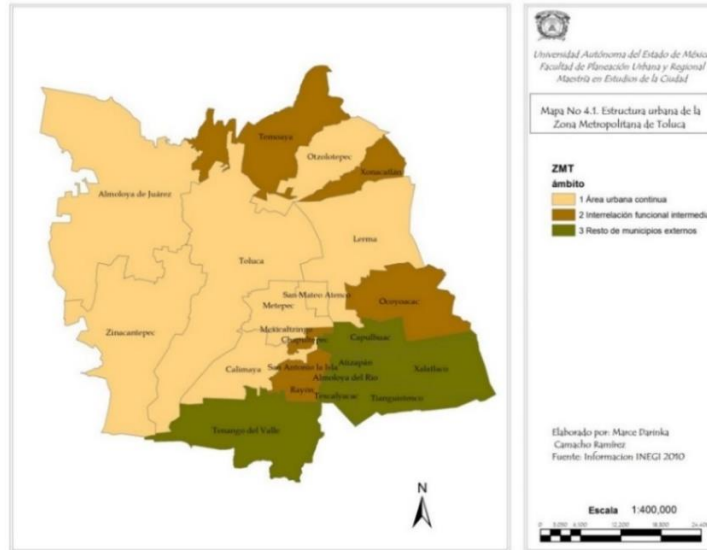 Universidad Autónoma del Estado de México
Facultad de Planeación Urbana y Regional
Maestría en Estudios de la Ciudad
Mapa No 4.1. Estructura urbana de la
Zona Metropolitana de Toluca
ZMT
ámbito
1 Área urbana continua
2 Interrelación funcional intermedia
3 Resto de municipios externos
Temoaya
Otzolotepec
Xonacatlán
Almoloya de Juárez
Lerma
Toluca
San Mateo Atenco
Ocoyoacac
Metepec
Zinacantepec
Mexicaltzingo
Chapultepec
Capulhuac
Calimaya
San Antonio la Isla
Atizapán
Xalatlaco
Almoloya del Río
Rayón
Texcalyacac
Tianguistenco
Tenango del Valle
N
Elaborado por: Marce Darinka
Camacho Ramírez
Fuente: Informacion INEGI 2010
Escala 1:400,000